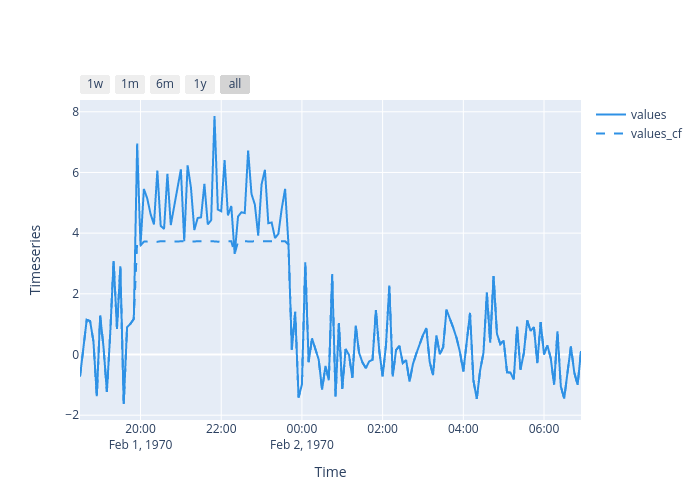 1w 1m 6m 1y all
8
6
4
2
0
−2
Timeseries
values
values_cf
20:00 22:00 00:00 02:00 04:00 06:00
Feb 1, 1970 Feb 2, 1970
Time